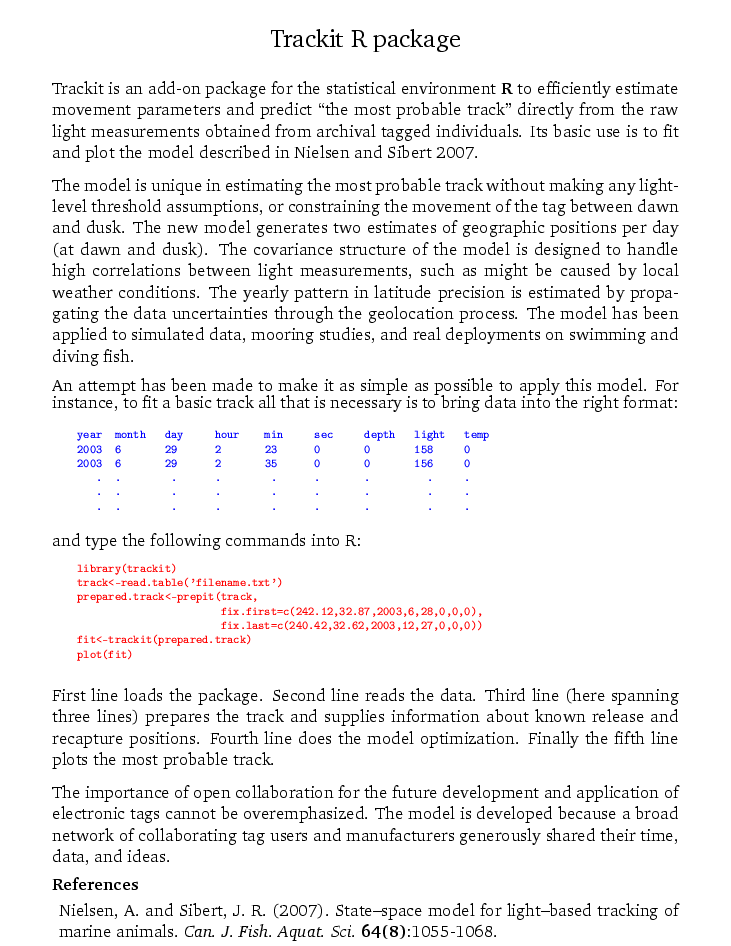 Trackit R package
Trackit is an add-on package for the statistical environment R to efficiently estimate
movement parameters and predict “the most probable track” directly from the raw
light measurements obtained from archival tagged individuals. Its basic use is to fit
and plot the model described in Nielsen and Sibert 2007.
The model is unique in estimating the most probable track without making any light-
level threshold assumptions, or constraining the movement of the tag between dawn
and dusk. The new model generates two estimates of geographic positions per day
(at dawn and dusk). The covariance structure of the model is designed to handle
high correlations between light measurements, such as might be caused by local
weather conditions. The yearly pattern in latitude precision is estimated by propa-
gating the data uncertainties through the geolocation process. The model has been
applied to simulated data, mooring studies, and real deployments on swimming and
diving fish.
An attempt has been made to make it as simple as possible to apply this model. For
instance, to fit a basic track all that is necessary is to bring data into the right format:
year month day hour min sec depth light temp
2003 6 29 2 23 0 0 158 0
2003 6 29 2 35 0 0 156 0
. . . . . . . . .
. . . . . . . . .
. . . . . . . . .
and type the following commands into R:
library(trackit)
track<-read.table('filename.txt')
prepared.track<-prepit(track,
fix.first=c(242.12,32.87,2003,6,28,0,0,0),
fix.last=c(240.42,32.62,2003,12,27,0,0,0))
fit<-trackit(prepared.track)
plot(fit)
First line loads the package. Second line reads the data. Third line (here spanning
three lines) prepares the track and supplies information about known release and
recapture positions. Fourth line does the model optimization. Finally the fifth line
plots the most probable track.
The importance of open collaboration for the future development and application of
electronic tags cannot be overemphasized. The model is developed because a broad
network of collaborating tag users and manufacturers generously shared their time,
data, and ideas.
References
Nielsen, A. and Sibert, J. R. (2007). State–space model for light–based tracking of
marine animals. Can. J. Fish. Aquat. Sci. 64(8):1055-1068.